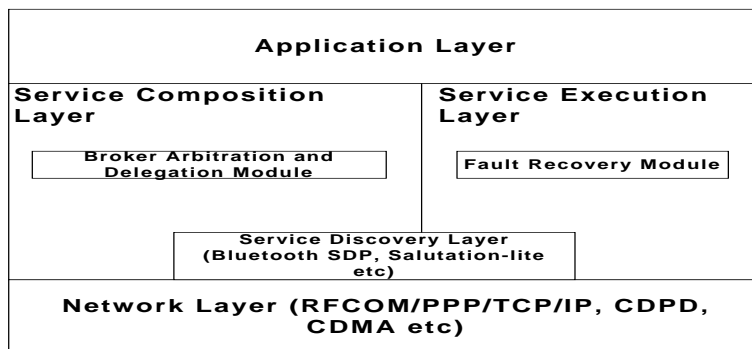 Application Layer
Service Composition
Layer
Service Execution
Layer
Broker Arbitration and
Delegation Module
Fault Recovery Module
Service Discovery Layer
(Bluetooth SDP, Salutation-lite
etc)
Network Layer (RFCOM/PPP/TCP/IP, CDPD,
CDMA etc)